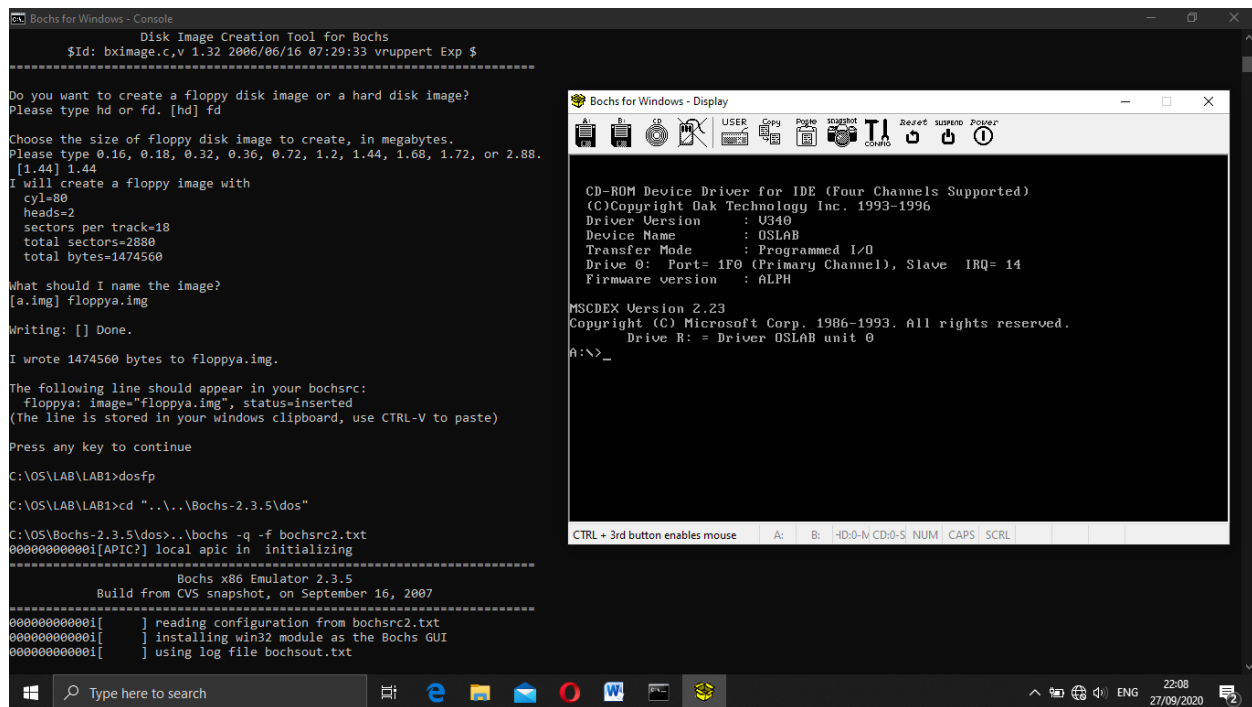 Bochs for Windows - Console
Disk Image Creation Tool for Bochs
$Id: bximage.c,v 1.32 2006/06/16 07:29:33 vruppert Exp $
========================================================================
Do you want to create a floppy disk image or a hard disk image?
Please type hd or fd. [hd] fd
Choose the size of floppy disk image to create, in megabytes.
Please type 0.16, 0.18, 0.32, 0.36, 0.72, 1.2, 1.44, 1.68, 1.72, or 2.88.
[1.44] 1.44
I will create a floppy image with
cyl=80
heads=2
sectors per track=18
total sectors=2880
total bytes=1474560
What should I name the image?
[a.img] floppya.img
Writing: [] Done.
I wrote 1474560 bytes to floppya.img.
The following line should appear in your bochsrc:
floppya: image="floppya.img", status=inserted
(The line is stored in your windows clipboard, use CTRL-V to paste)
Press any key to continue
C:\OS\LAB\LAB1>dosfp
C:\OS\LAB\LAB1>cd "..\..\Bochs-2.3.5\dos"
C:\OS\Bochs-2.3.5\dos>..\bochs -q -f bochsrc2.txt
00000000000i[APIC?] local apic in  initializing
========================================================================
Bochs x86 Emulator 2.3.5
Build from CVS snapshot, on September 16, 2007
========================================================================
00000000000i[     ] reading configuration from bochsrc2.txt
00000000000i[     ] installing win32 module as the Bochs GUI
00000000000i[     ] using log file bochsout.txt
Bochs for Windows - Display
A: B: CD USER Copy Paste snapshot CONFIG Reset SUSPEND Power
CD-ROM Device Driver for IDE (Four Channels Supported)
(C)Copyright Oak Technology Inc. 1993-1996
Driver Version : V340
Device Name : OSLAB
Transfer Mode : Programmed I/O
Drive 0: Port= 1F0 (Primary Channel), Slave IRQ= 14
Firmware version : ALPH
MSCDEX Version 2.23
Copyright (C) Microsoft Corp. 1986-1993. All rights reserved.
Drive R: = Driver OSLAB unit 0
A:\>_
CTRL + 3rd button enables mouse A: B: HD:0-M CD:0-S NUM CAPS SCRL
Type here to search
ENG
22:08
27/09/2020
2